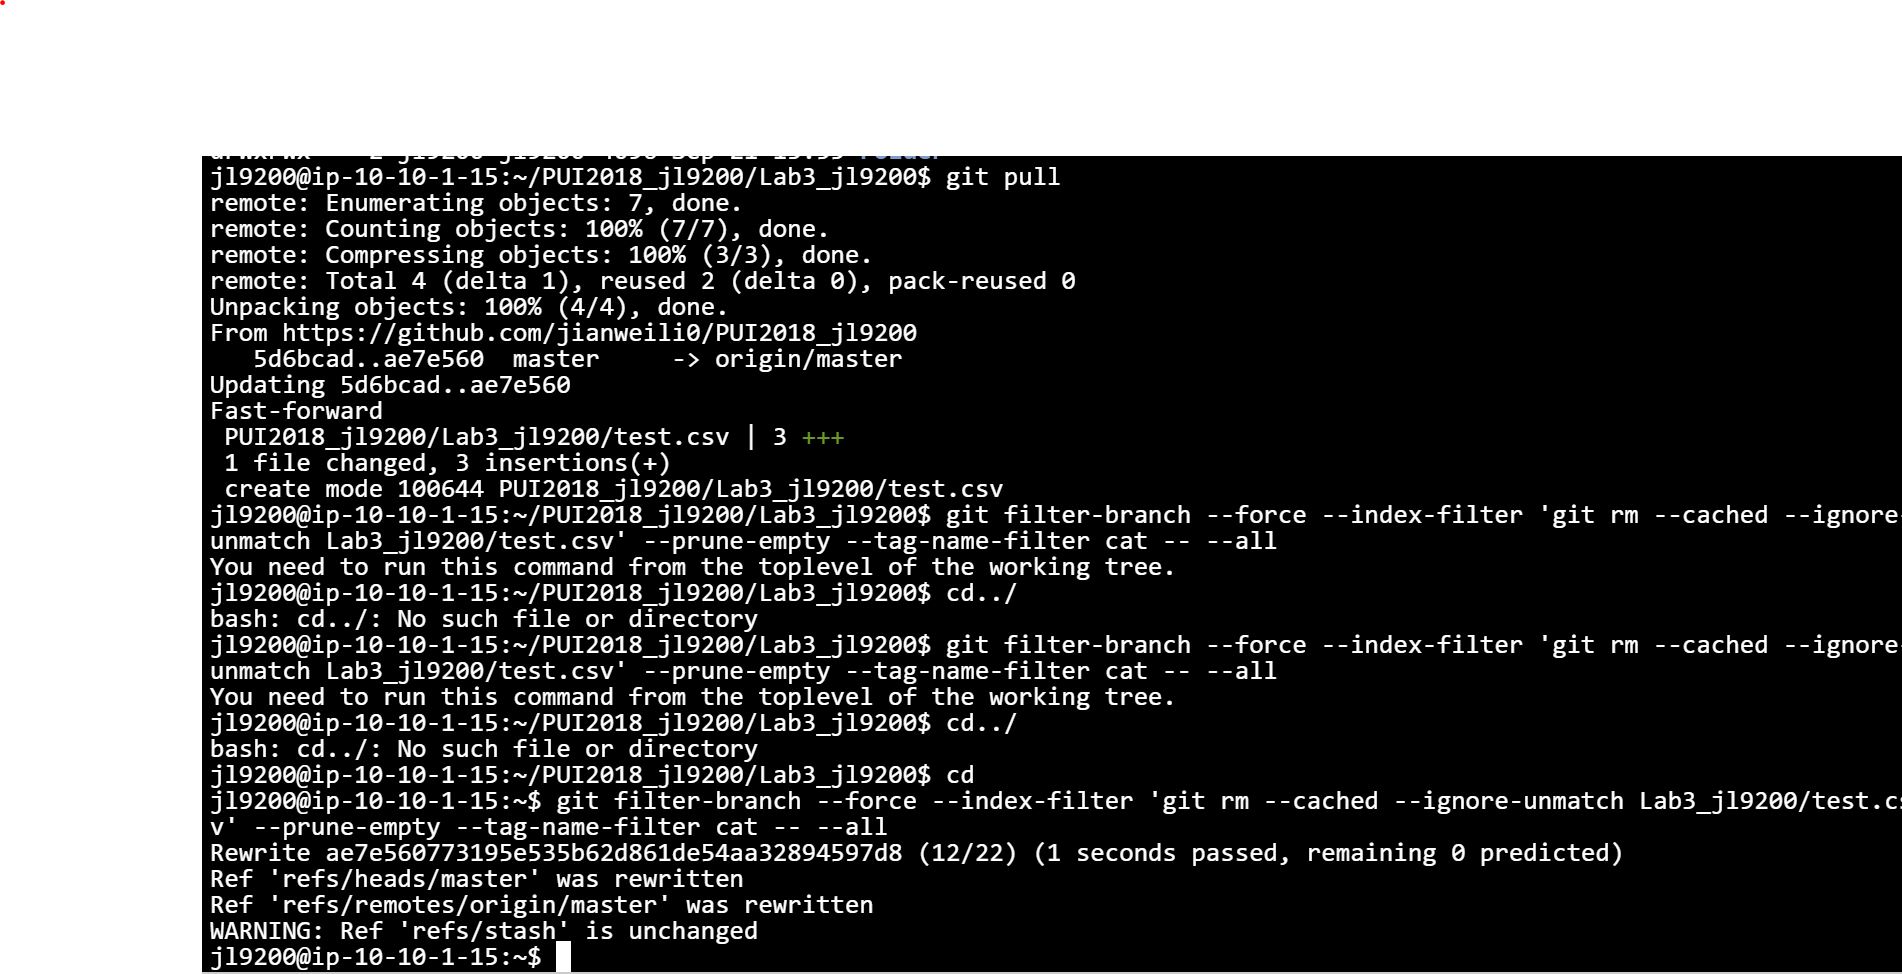 jl9200@ip-10-10-1-15:~/PUI2018_jl9200/Lab3_jl9200$ git pull
remote: Enumerating objects: 7, done.
remote: Counting objects: 100% (7/7), done.
remote: Compressing objects: 100% (3/3), done.
remote: Total 4 (delta 1), reused 2 (delta 0), pack-reused 0
Unpacking objects: 100% (4/4), done.
From https://github.com/jianweili0/PUI2018_jl9200
   5d6bcad..ae7e560  master     -> origin/master
Updating 5d6bcad..ae7e560
Fast-forward
 PUI2018_jl9200/Lab3_jl9200/test.csv | 3 +++
 1 file changed, 3 insertions(+)
 create mode 100644 PUI2018_jl9200/Lab3_jl9200/test.csv
jl9200@ip-10-10-1-15:~/PUI2018_jl9200/Lab3_jl9200$ git filter-branch --force --index-filter 'git rm --cached --ignore-
unmatch Lab3_jl9200/test.csv' --prune-empty --tag-name-filter cat -- --all
You need to run this command from the toplevel of the working tree.
jl9200@ip-10-10-1-15:~/PUI2018_jl9200/Lab3_jl9200$ cd../
bash: cd../: No such file or directory
jl9200@ip-10-10-1-15:~/PUI2018_jl9200/Lab3_jl9200$ git filter-branch --force --index-filter 'git rm --cached --ignore-
unmatch Lab3_jl9200/test.csv' --prune-empty --tag-name-filter cat -- --all
You need to run this command from the toplevel of the working tree.
jl9200@ip-10-10-1-15:~/PUI2018_jl9200/Lab3_jl9200$ cd../
bash: cd../: No such file or directory
jl9200@ip-10-10-1-15:~/PUI2018_jl9200/Lab3_jl9200$ cd
jl9200@ip-10-10-1-15:~$ git filter-branch --force --index-filter 'git rm --cached --ignore-unmatch Lab3_jl9200/test.cs
v' --prune-empty --tag-name-filter cat -- --all
Rewrite ae7e560773195e535b62d861de54aa32894597d8 (12/22) (1 seconds passed, remaining 0 predicted)
Ref 'refs/heads/master' was rewritten
Ref 'refs/remotes/origin/master' was rewritten
WARNING: Ref 'refs/stash' is unchanged
jl9200@ip-10-10-1-15:~$